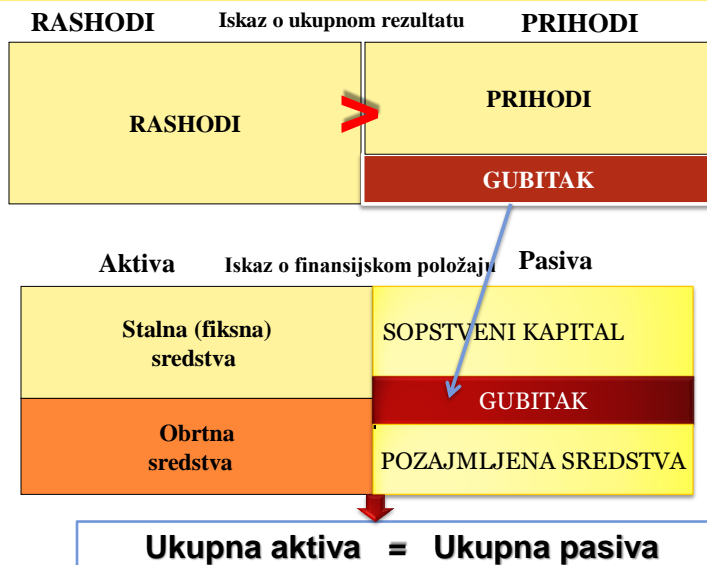 RASHODI Iskaz o ukupnom rezultatu PRIHODI
RASHODI > PRIHODI
GUBITAK
Aktiva Iskaz o finansijskom položaju Pasiva
Stalna (fiksna)
sredstva
SOPSTVENI KAPITAL
GUBITAK
Obrtna
sredstva
POZAJMLJENA SREDSTVA
Ukupna aktiva = Ukupna pasiva